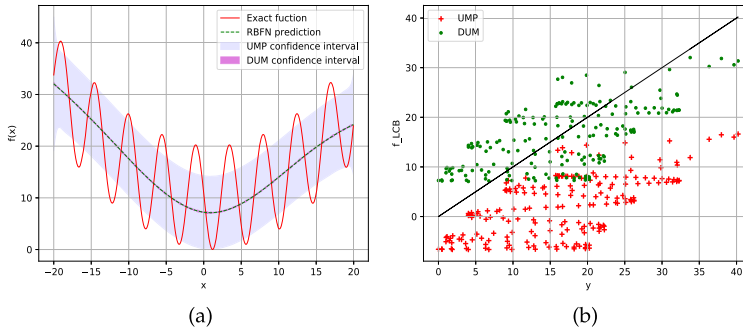 Exact fuction
RBFN prediction
UMP confidence interval
DUM confidence interval
40
30
20
10
0
f(x)
−20
−15
−10
−5
0
5
10
15
20
x
(a)
UMP
DUM
40
30
20
10
0
f_LCB
0
5
10
15
20
25
30
35
40
y
(b)